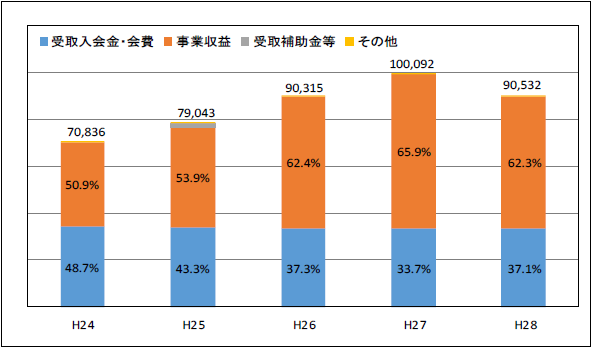 受取入会金・会費 事業収益 受取補助金等 その他
100,092
90,315 90,532
79,043
70,836
50.9% 53.9% 62.4% 65.9% 62.3%
48.7% 43.3% 37.3% 33.7% 37.1%
H24 H25 H26 H27 H28